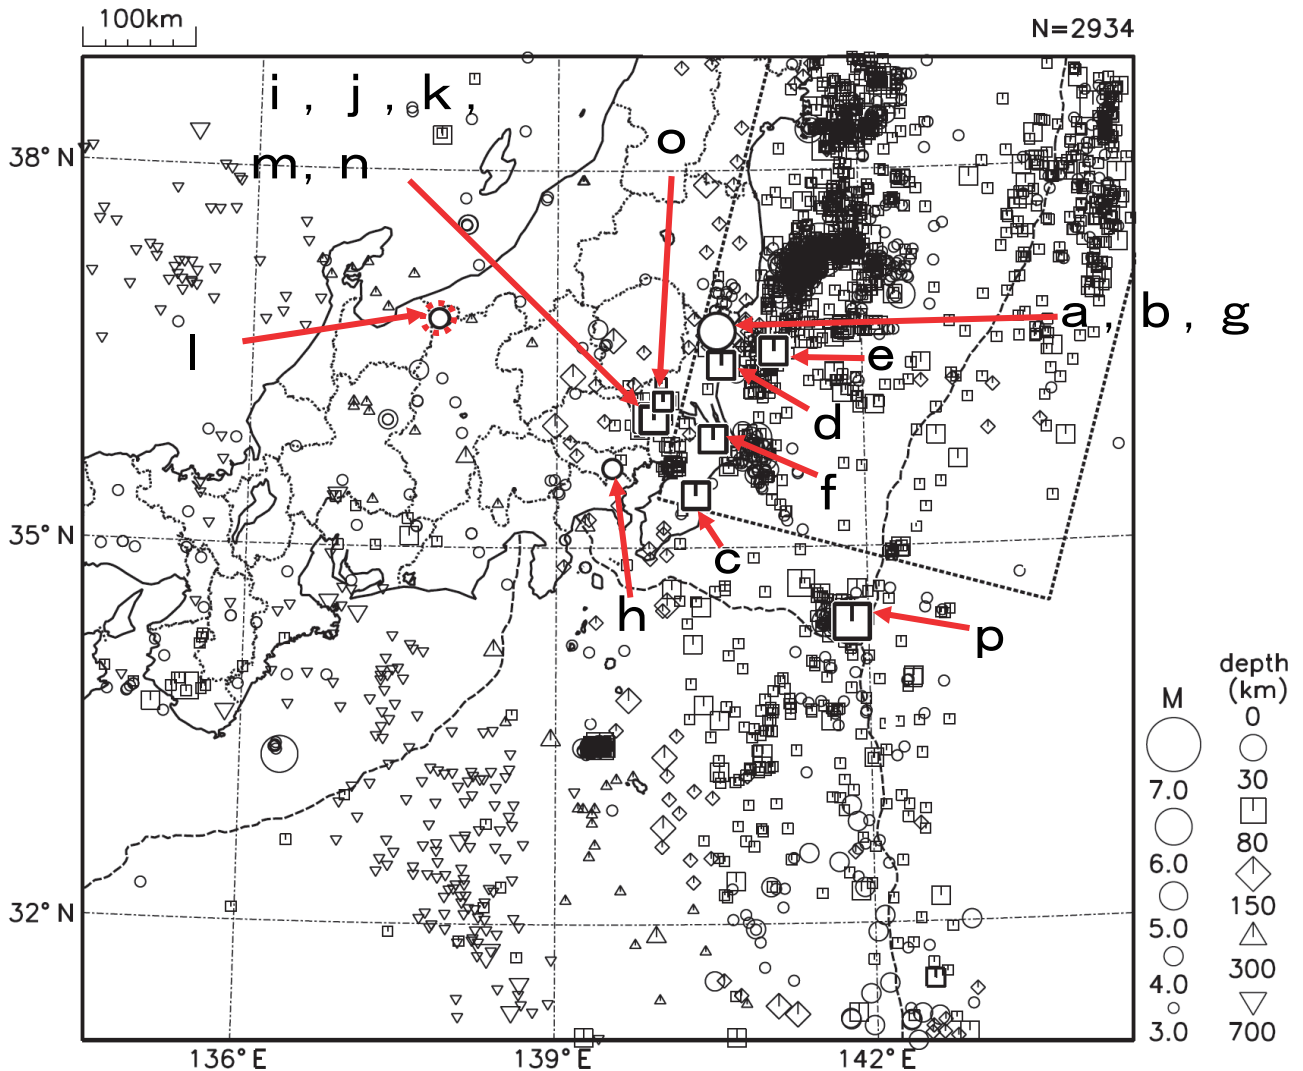 100km
N=2934
i , j , k ,
m , n
o
38°N
a , b , g
l
e
d
f
c
35°N
h
p
M
depth
(km)
0
30
7.0
80
6.0
150
5.0
300
4.0
700
3.0
32°N
136°E
139°E
142°E